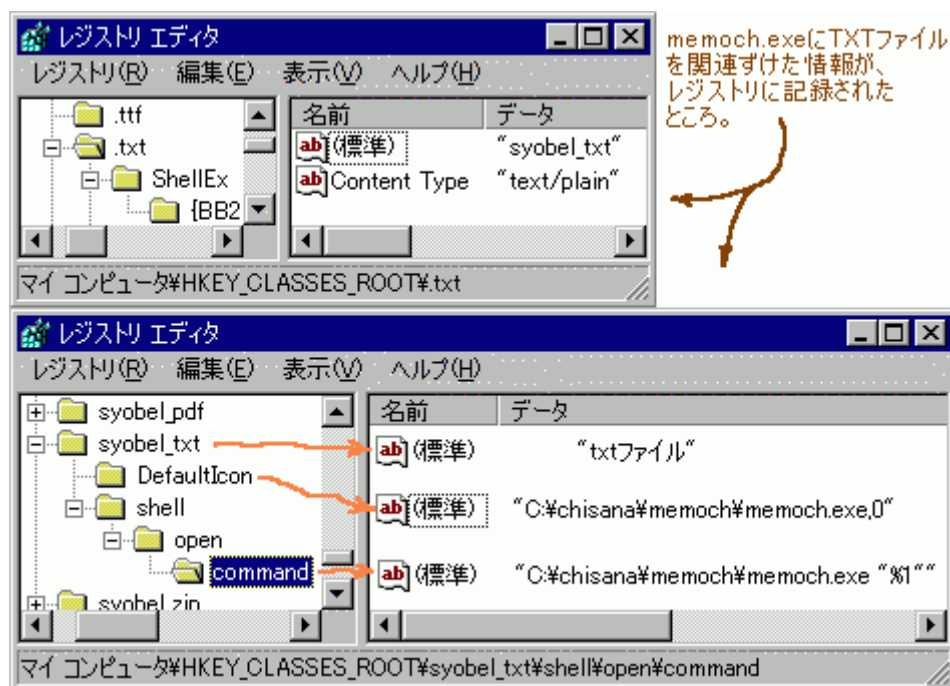 レジストリ エディタ
レジストリ(R) 編集(E) 表示(V) ヘルプ(H)
.ttf
.txt
ShellEx
{BB2
名前 データ
ab (標準) "syobel_txt"
ab Content Type "text/plain"
マイ コンピュータ¥HKEY_CLASSES_ROOT¥.txt
memoch.exeにTXTファイル
を関連ずけた情報が、
レジストリに記録された
ところ。
レジストリ エディタ
レジストリ(R) 編集(E) 表示(V) ヘルプ(H)
syobel_pdf
syobel_txt
DefaultIcon
shell
open
command
syobel_zip
名前 データ
ab (標準) "txtファイル"
ab (標準) "C:¥chisana¥memoch¥memoch.exe,0"
ab (標準) "C:¥chisana¥memoch¥memoch.exe "%1""
マイ コンピュータ¥HKEY_CLASSES_ROOT¥syobel_txt¥shell¥open¥command